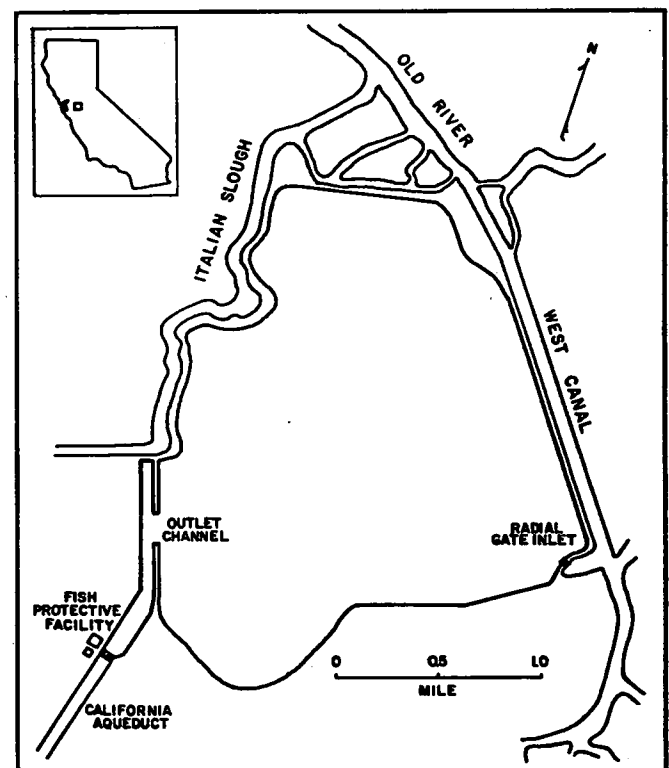 N
OLD RIVER
ITALIAN SLOUGH
WEST CANAL
OUTLET
CHANNEL
RADIAL
GATE INLET
FISH
PROTECTIVE
FACILITY
0 0.5 1.0
MILE
CALIFORNIA
AQUEDUCT